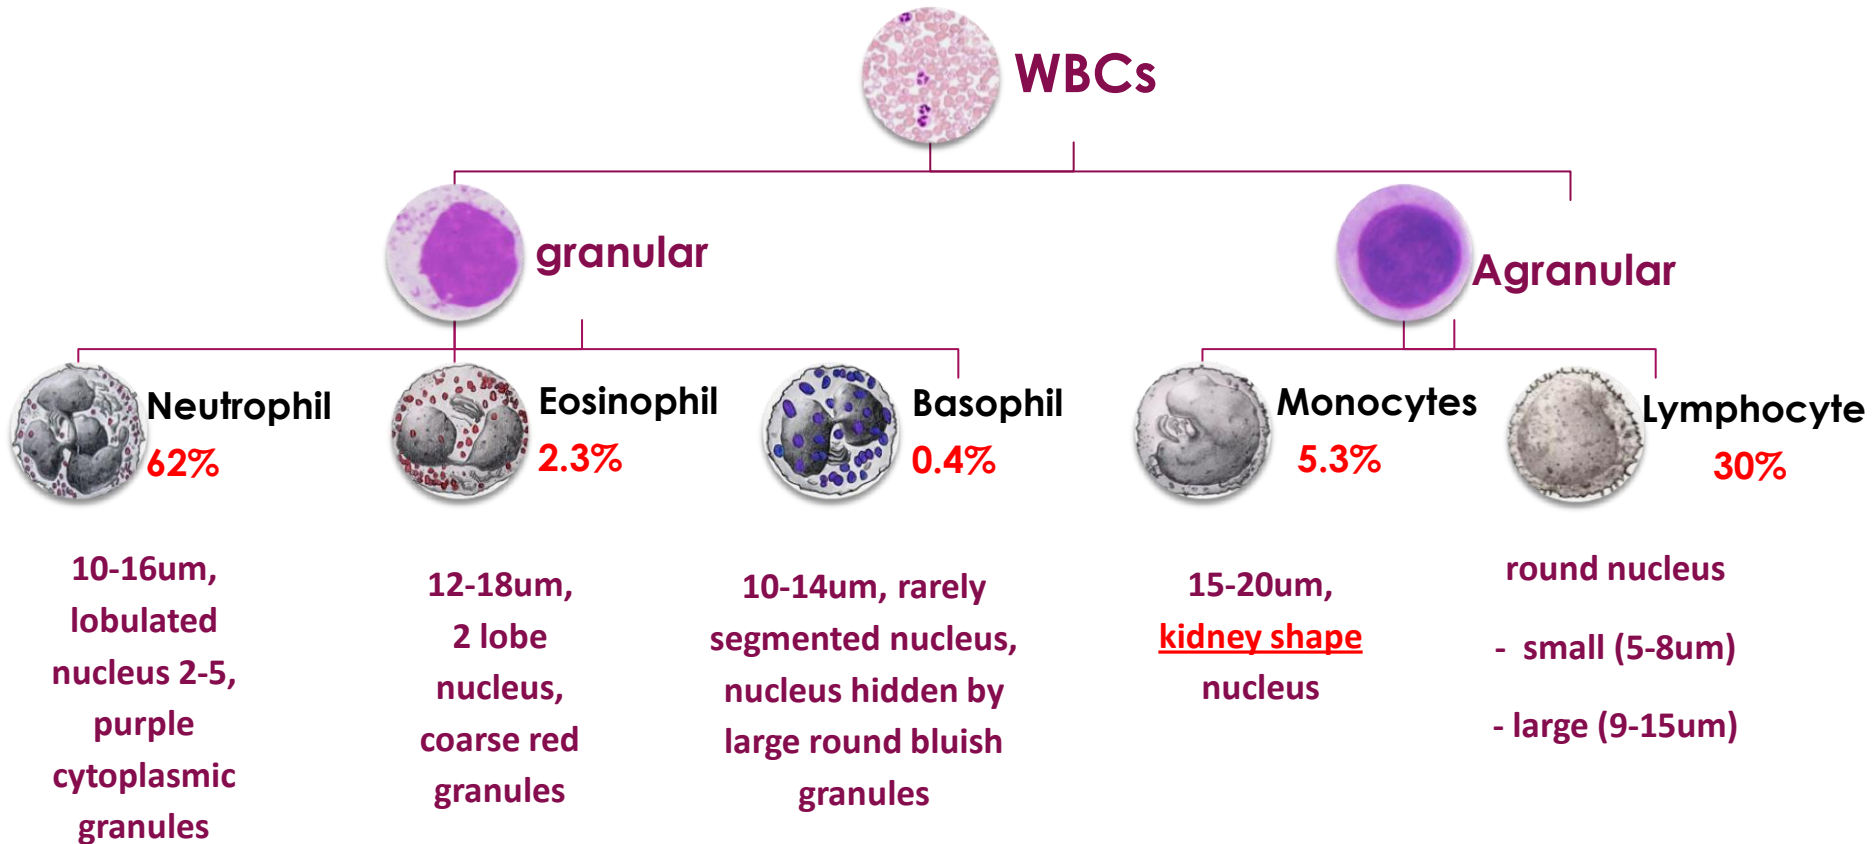 WBCs
granular
Agranular
Neutrophil
62%
Eosinophil
2.3%
Basophil
0.4%
Monocytes
5.3%
Lymphocyte
30%
10-16um,
lobulated
nucleus 2-5,
purple
cytoplasmic
granules
12-18um,
2 lobe
nucleus,
coarse red
granules
10-14um, rarely
segmented nucleus,
nucleus hidden by
large round bluish
granules
15-20um,
kidney shape
nucleus
round nucleus
- small (5-8um)
- large (9-15um)